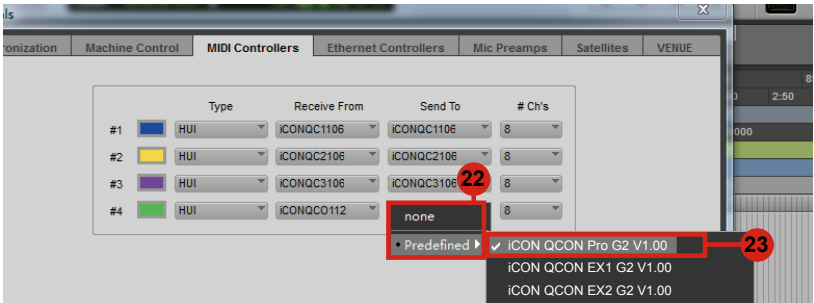 ls
ronization Machine Control MIDI Controllers Ethernet Controllers Mic Preamps Satellites VENUE
Type Receive From Send To # Ch's
#1 HUI iCONQC1106 iCONQC1106 8
#2 HUI iCONQC2106 iCONQC2106 8
#3 HUI iCONQC3106 iCONQC3106 8
22
#4 HUI iCONQCO112 none 8
Predefined iCON QCON Pro G2 V1.00 23
iCON QCON EX1 G2 V1.00
iCON QCON EX2 G2 V1.00
8
2:50
000